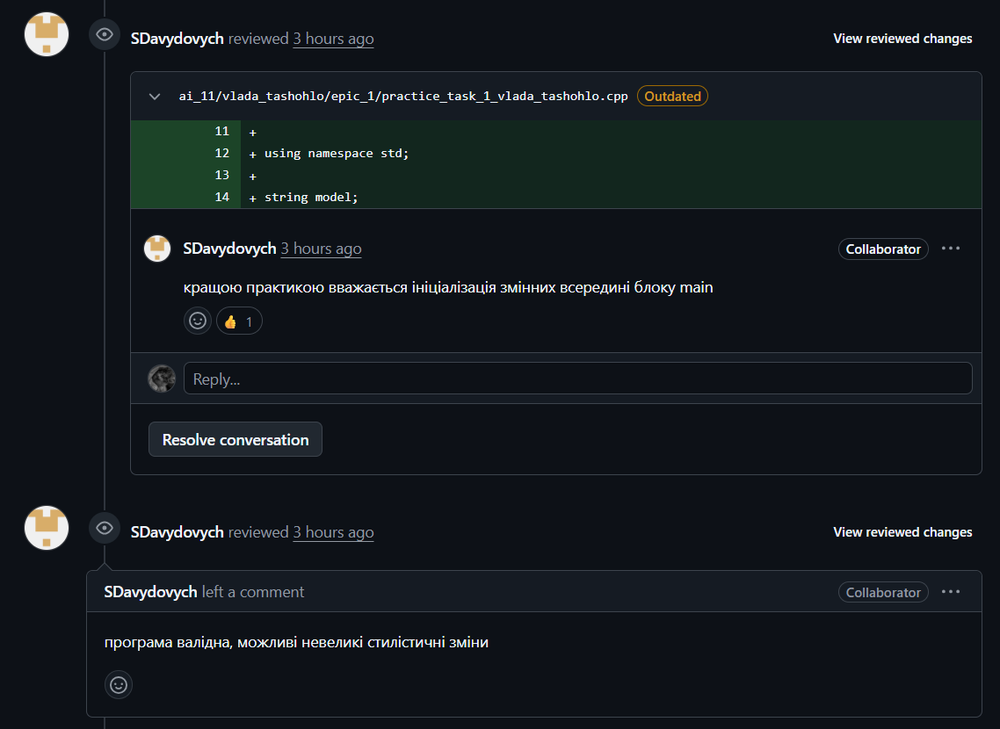 SDavydovych reviewed 3 hours ago View reviewed changes
ai_11/vlada_tashohlo/epic_1/practice_task_1_vlada_tashohlo.cpp Outdated
11 +
12 + using namespace std;
13 +
14 + string model;
SDavydovych 3 hours ago Collaborator ...
кращою практикою вважається ініціалізація змінних всередині блоку main
👍 1
Reply...
Resolve conversation
SDavydovych reviewed 3 hours ago View reviewed changes
SDavydovych left a comment Collaborator ...
програма валідна, можливі невеликі стилістичні зміни